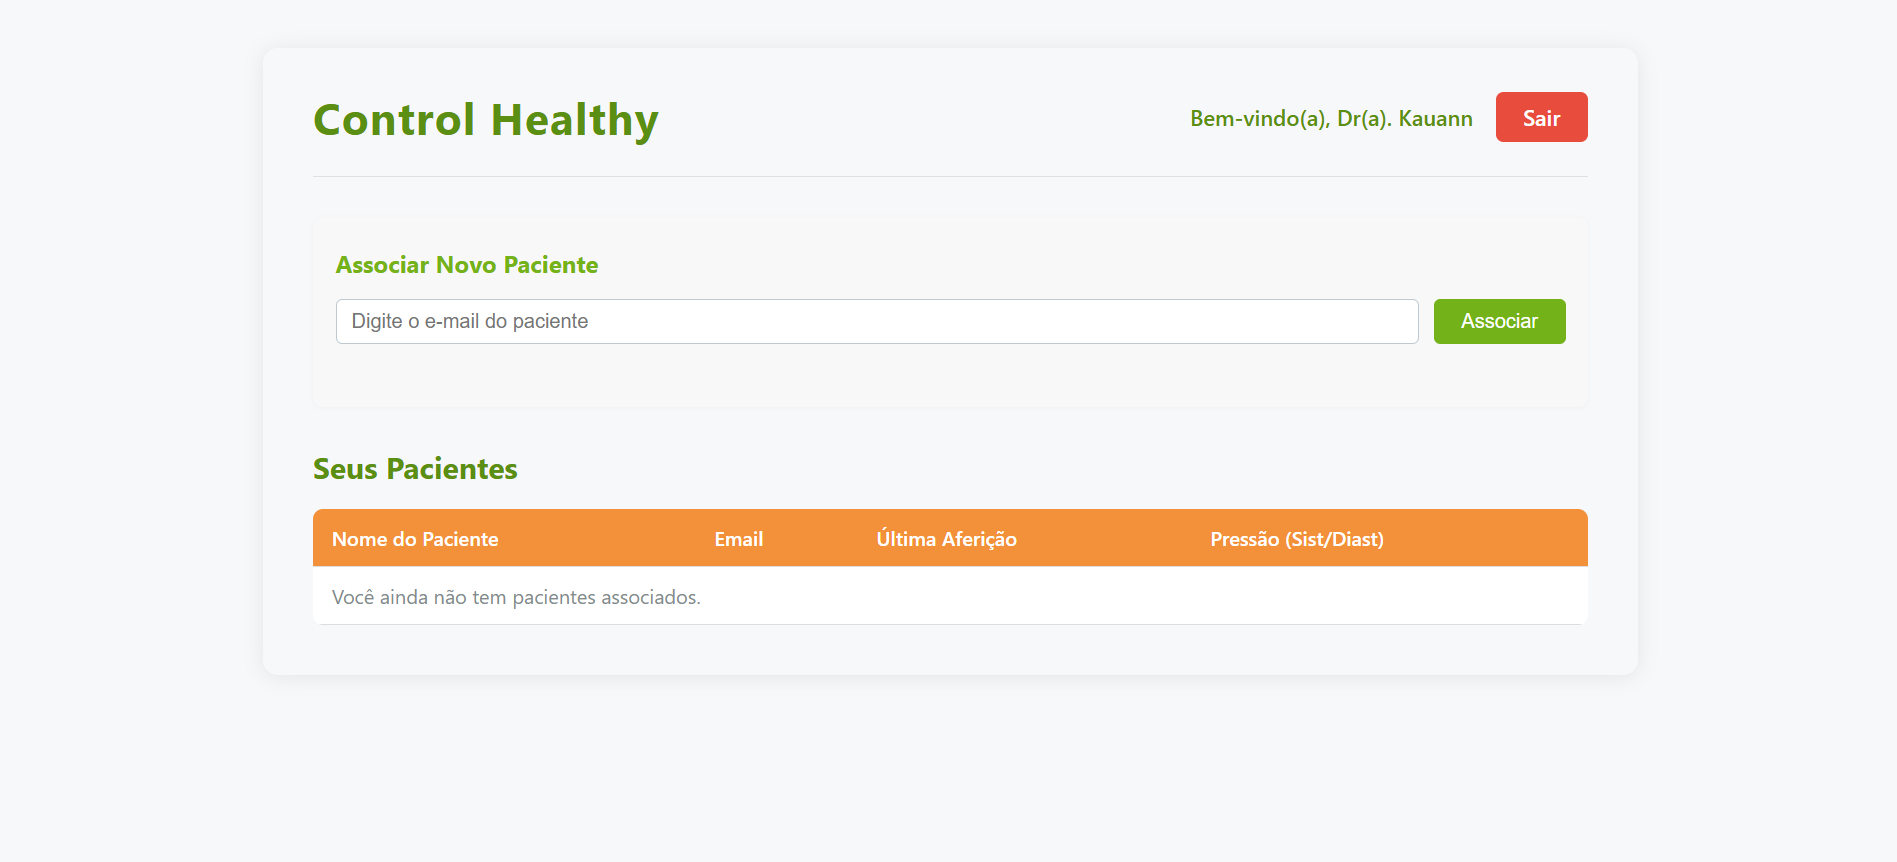 Control Healthy
Bem-vindo(a), Dr(a). Kauann
Sair
Associar Novo Paciente
Digite o e-mail do paciente
Associar
Seus Pacientes
Nome do Paciente Email Última Aferição Pressão (Sist/Diast)
Você ainda não tem pacientes associados.